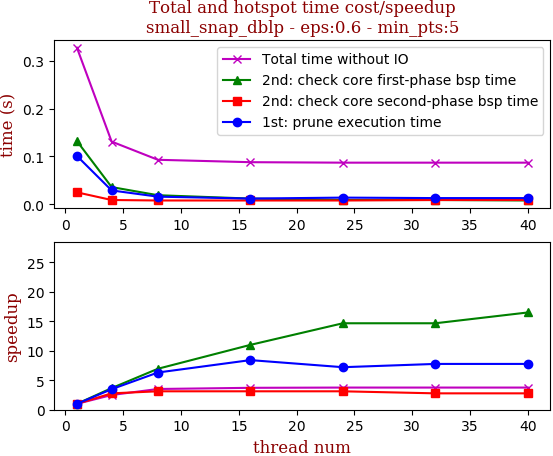 Total and hotspot time cost/speedup
small_snap_dblp - eps:0.6 - min_pts:5
time (s)
0.3
0.2
0.1
0.0
Total time without IO
2nd: check core first-phase bsp time
2nd: check core second-phase bsp time
1st: prune execution time
0 5 10 15 20 25 30 35 40
speedup
25
20
15
10
5
0
0 5 10 15 20 25 30 35 40
thread num